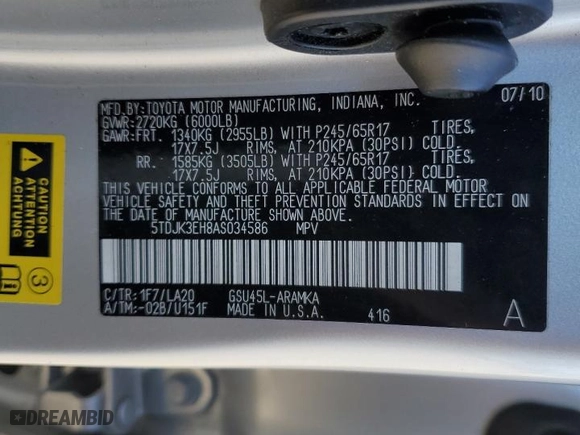 MFD.BY:TOYOTA MOTOR MANUFACTURING, INDIANA, INC. 07/10
GVWR:2720KG (6000LB)
GAWR:FRT. 1340KG (2955LB) WITH P245/65R17 TIRES,
17X7.5J RIMS, AT 210KPA (30PSI) COLD.
RR. 1585KG (3505LB) WITH P245/65R17 TIRES,
17X7.5J RIMS, AT 210KPA (30PSI) COLD.
THIS VEHICLE CONFORMS TO ALL APPLICABLE FEDERAL MOTOR
VEHICLE SAFETY AND THEFT PREVENTION STANDARDS IN EFFECT ON
THE DATE OF MANUFACTURE SHOWN ABOVE.
5TDJK3EH8AS034586 MPV
C/TR:1F7/LA20 GSU45L-ARAMKA
A/TM:-02B/U151F MADE IN U.S.A. 416 A
CAUTION
ATTENTION
ACHTUNG
3
DREAMBID